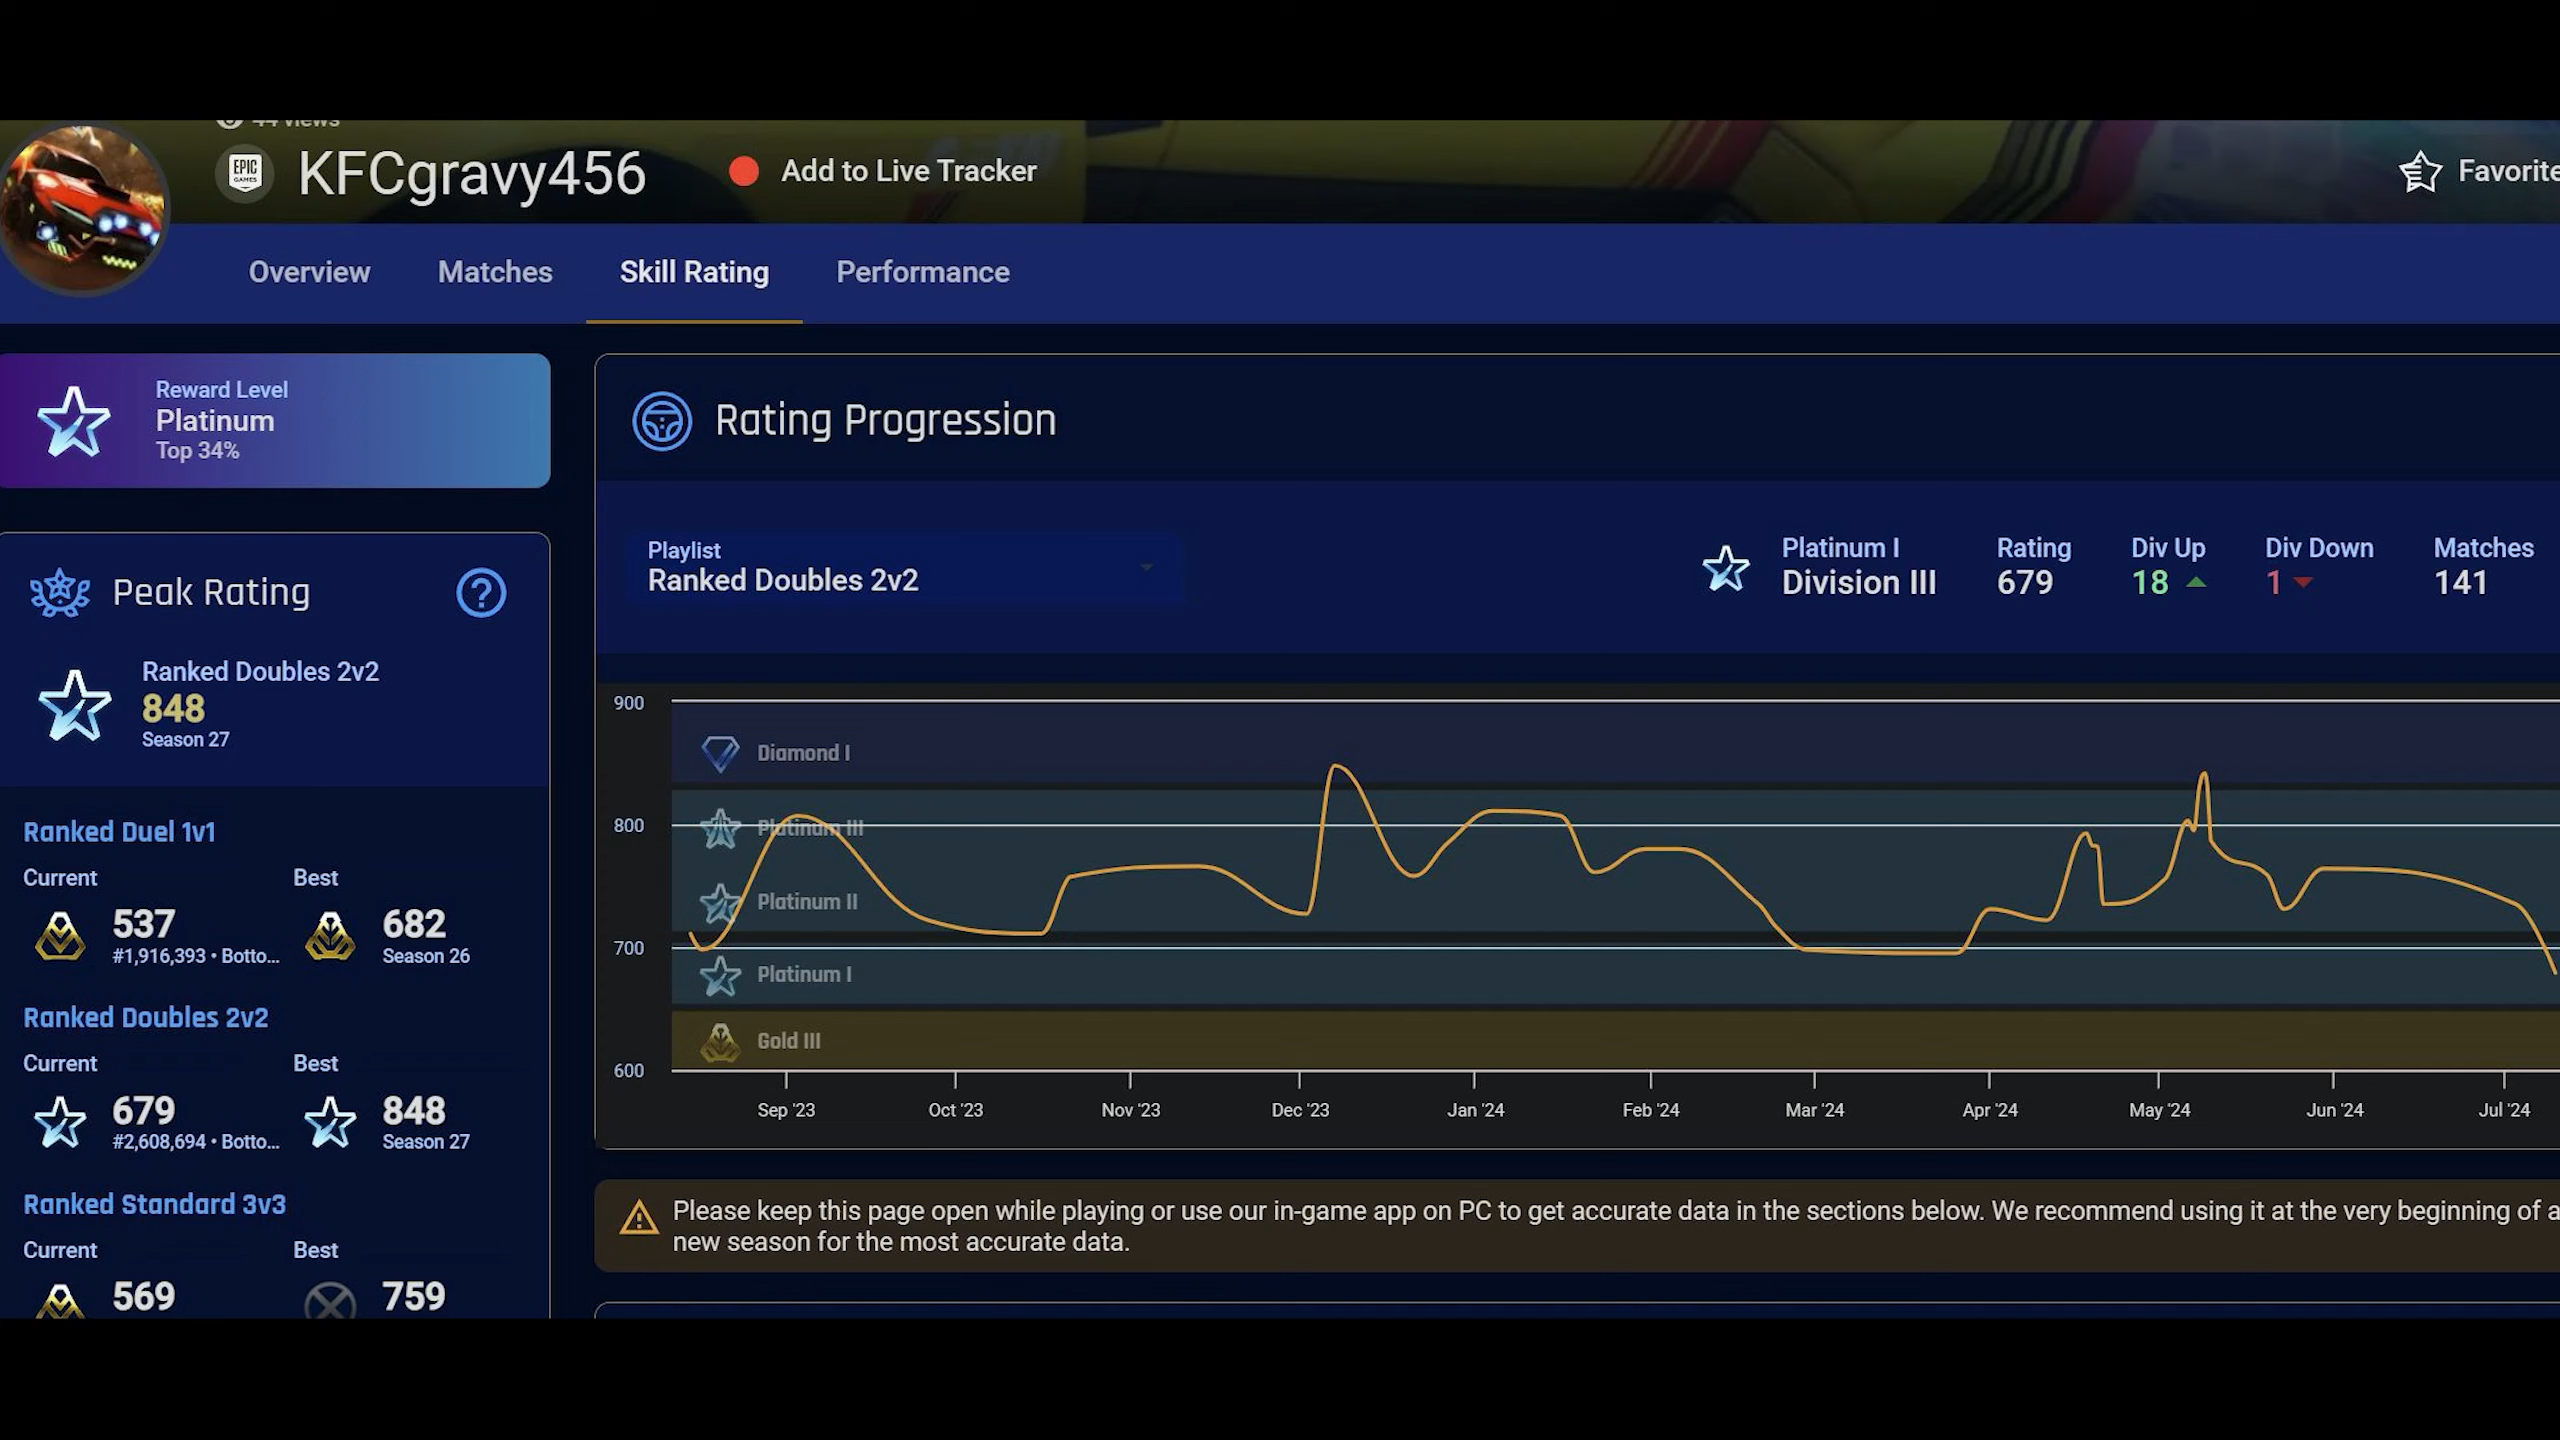 44 views
EPIC GAMES
KFCgravy456
Add to Live Tracker
Favorite
Overview
Matches
Skill Rating
Performance
Reward Level
Platinum
Top 34%
Peak Rating
?
Ranked Doubles 2v2
848
Season 27
Ranked Duel 1v1
Current
Best
537
682
#1,916,393 • Botto...
Season 26
Ranked Doubles 2v2
Current
Best
679
848
#2,608,694 • Botto...
Season 27
Ranked Standard 3v3
Current
Best
569
759
Rating Progression
Playlist
Ranked Doubles 2v2
Platinum I
Division III
Rating
679
Div Up
18
Div Down
1
Matches
141
900
800
700
600
Diamond I
Platinum III
Platinum II
Platinum I
Gold III
Sep '23
Oct '23
Nov '23
Dec '23
Jan '24
Feb '24
Mar '24
Apr '24
May '24
Jun '24
Jul '24
Please keep this page open while playing or use our in-game app on PC to get accurate data in the sections below. We recommend using it at the very beginning of a
new season for the most accurate data.